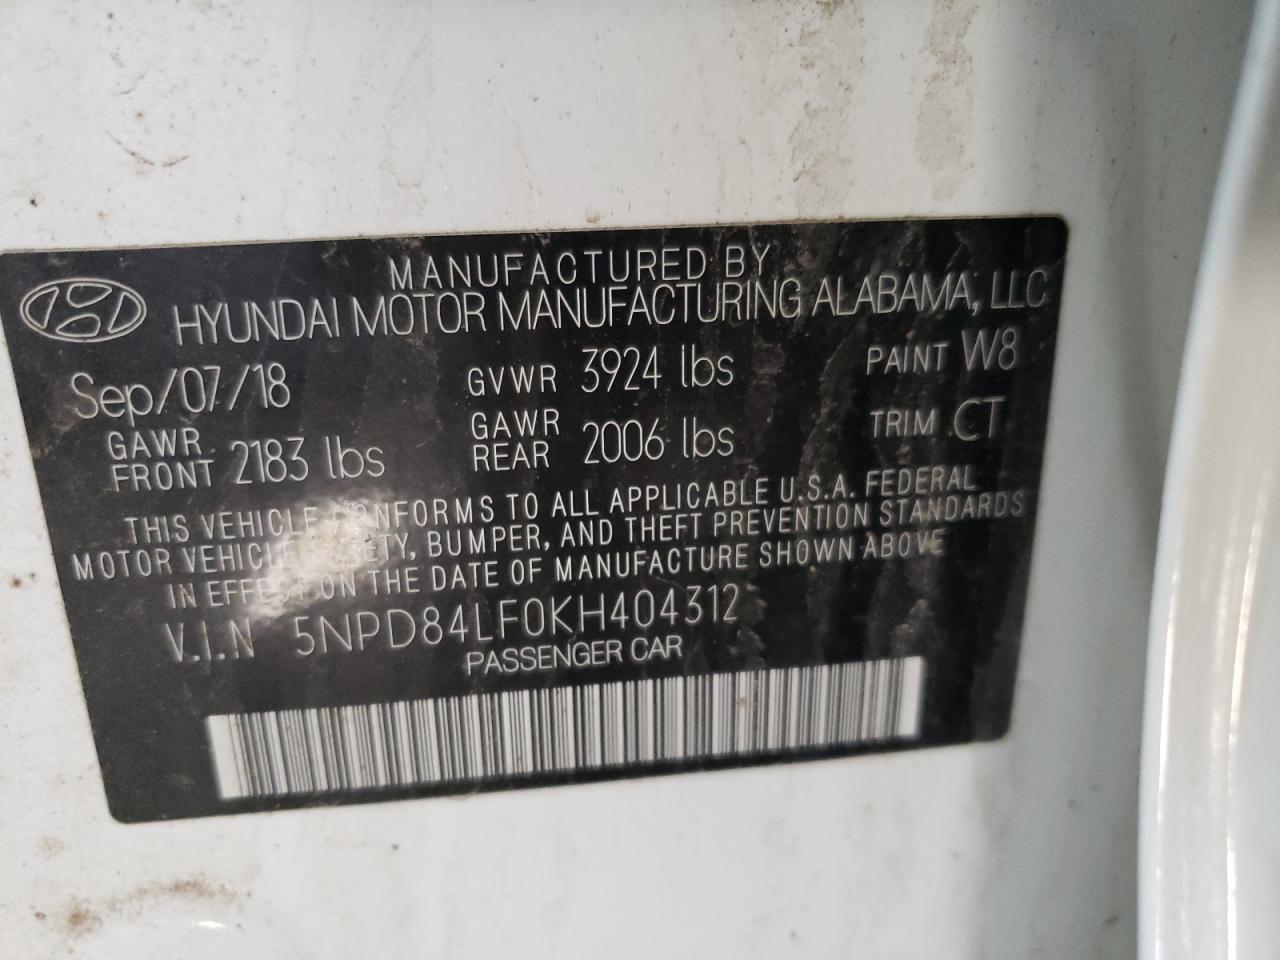 MANUFACTURED BY
HYUNDAI MOTOR MANUFACTURING ALABAMA, LLC
Sep/07/18 GVWR 3924 lbs PAINT W8
GAWR FRONT 2183 lbs GAWR REAR 2006 lbs TRIM CT
THIS VEHICLE CONFORMS TO ALL APPLICABLE U.S.A. FEDERAL
MOTOR VEHICLE SAFETY, BUMPER, AND THEFT PREVENTION STANDARDS
IN EFFECT ON THE DATE OF MANUFACTURE SHOWN ABOVE
V.I.N 5NPD84LF0KH404312
PASSENGER CAR